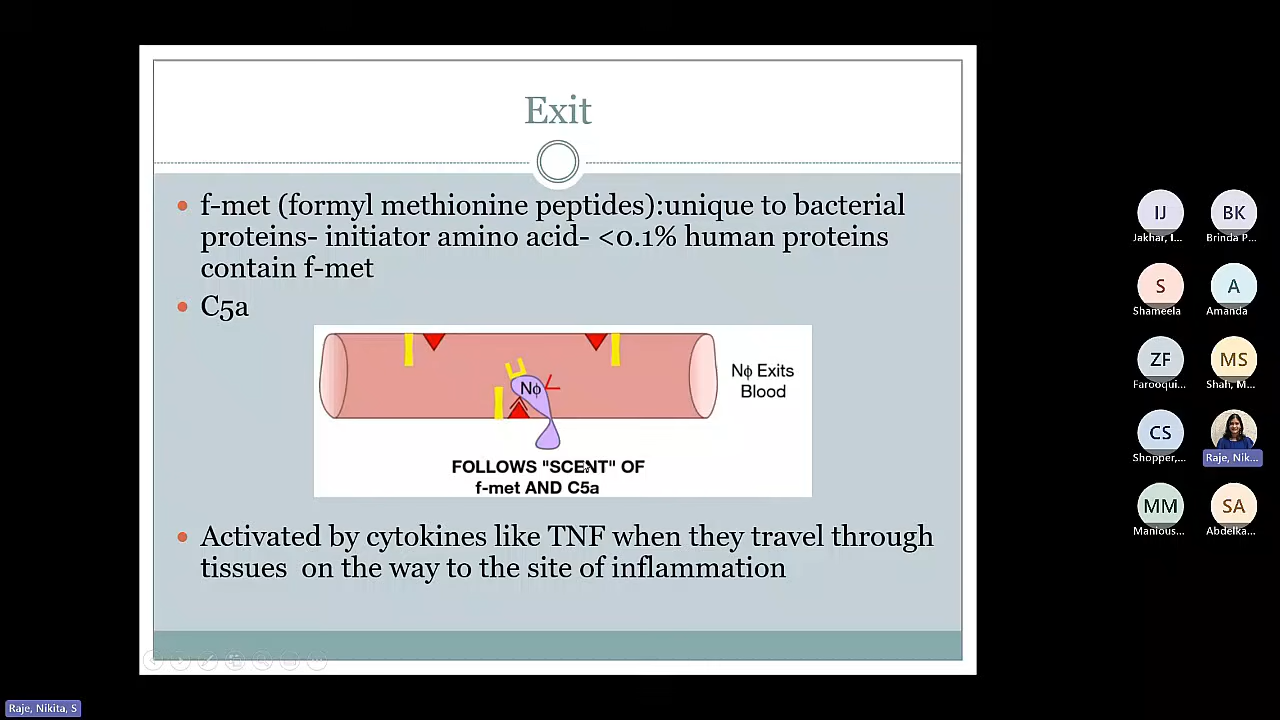 Exit
f-met (formyl methionine peptides):unique to bacterial
proteins- initiator amino acid- <0.1% human proteins
contain f-met
C5a
Nϕ
Nϕ Exits
Blood
FOLLOWS "SCENT" OF
f-met AND C5a
Activated by cytokines like TNF when they travel through
tissues on the way to the site of inflammation
IJ
Jakhar, I...
BK
Brinda P...
S
Shameela
A
Amanda
ZF
Farooqui...
MS
Shah, M...
CS
Shopper,...
Raje, Nik...
MM
Manious...
SA
Abdelka...
Raje, Nikita, S